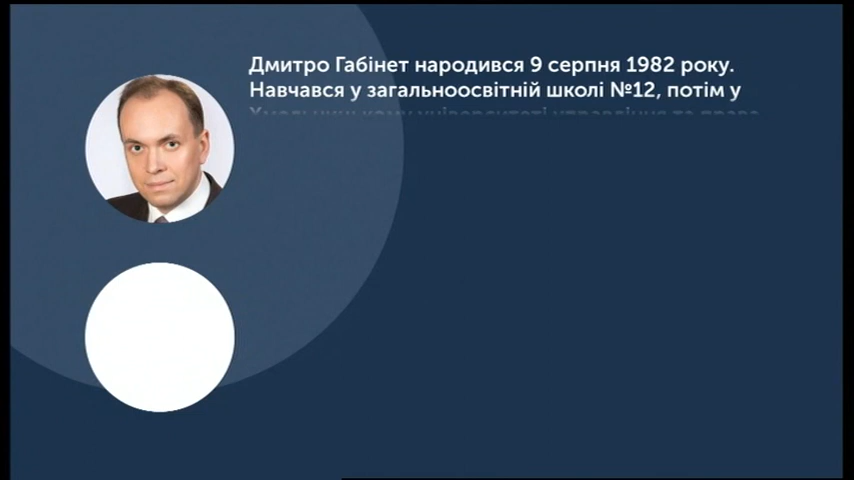 Дмитро Габінет народився 9 серпня 1982 року.
Навчався у загальноосвітній школі №12, потім у